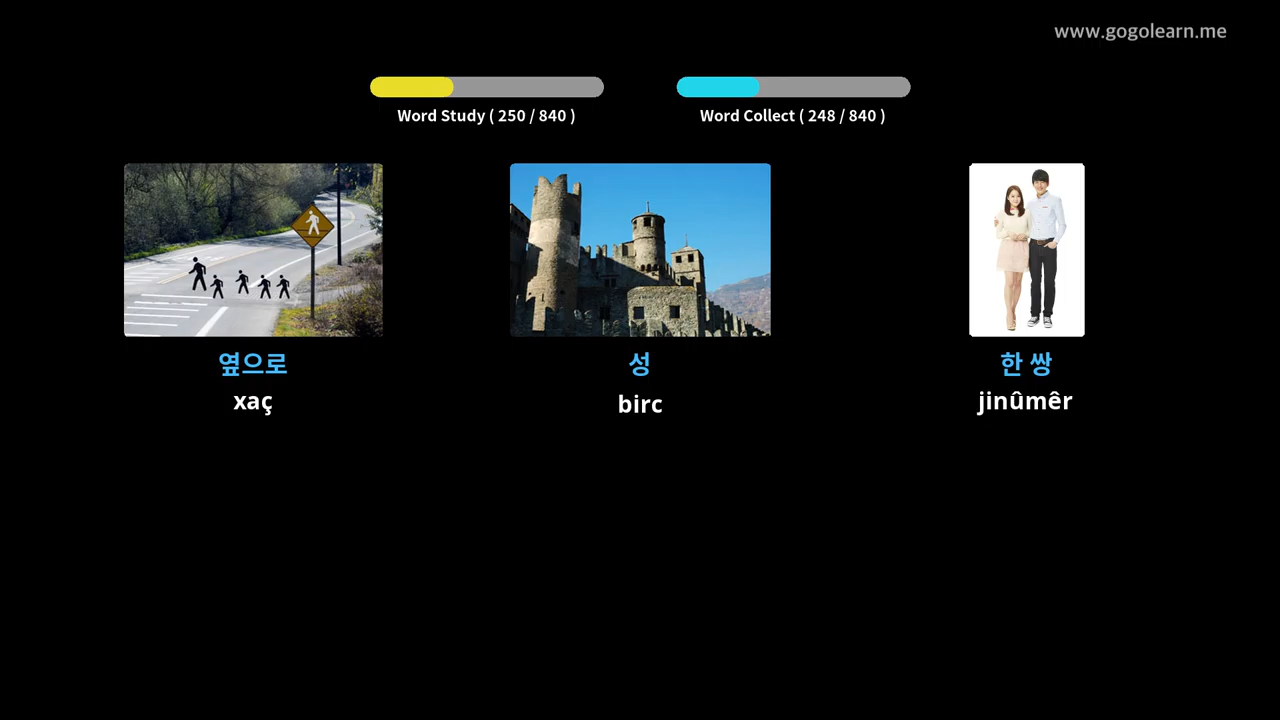 www.gogolearn.me
Word Study ( 250 / 840 )
Word Collect ( 248 / 840 )
옆으로
성
한 쌍
xaç
birc
jinûmêr